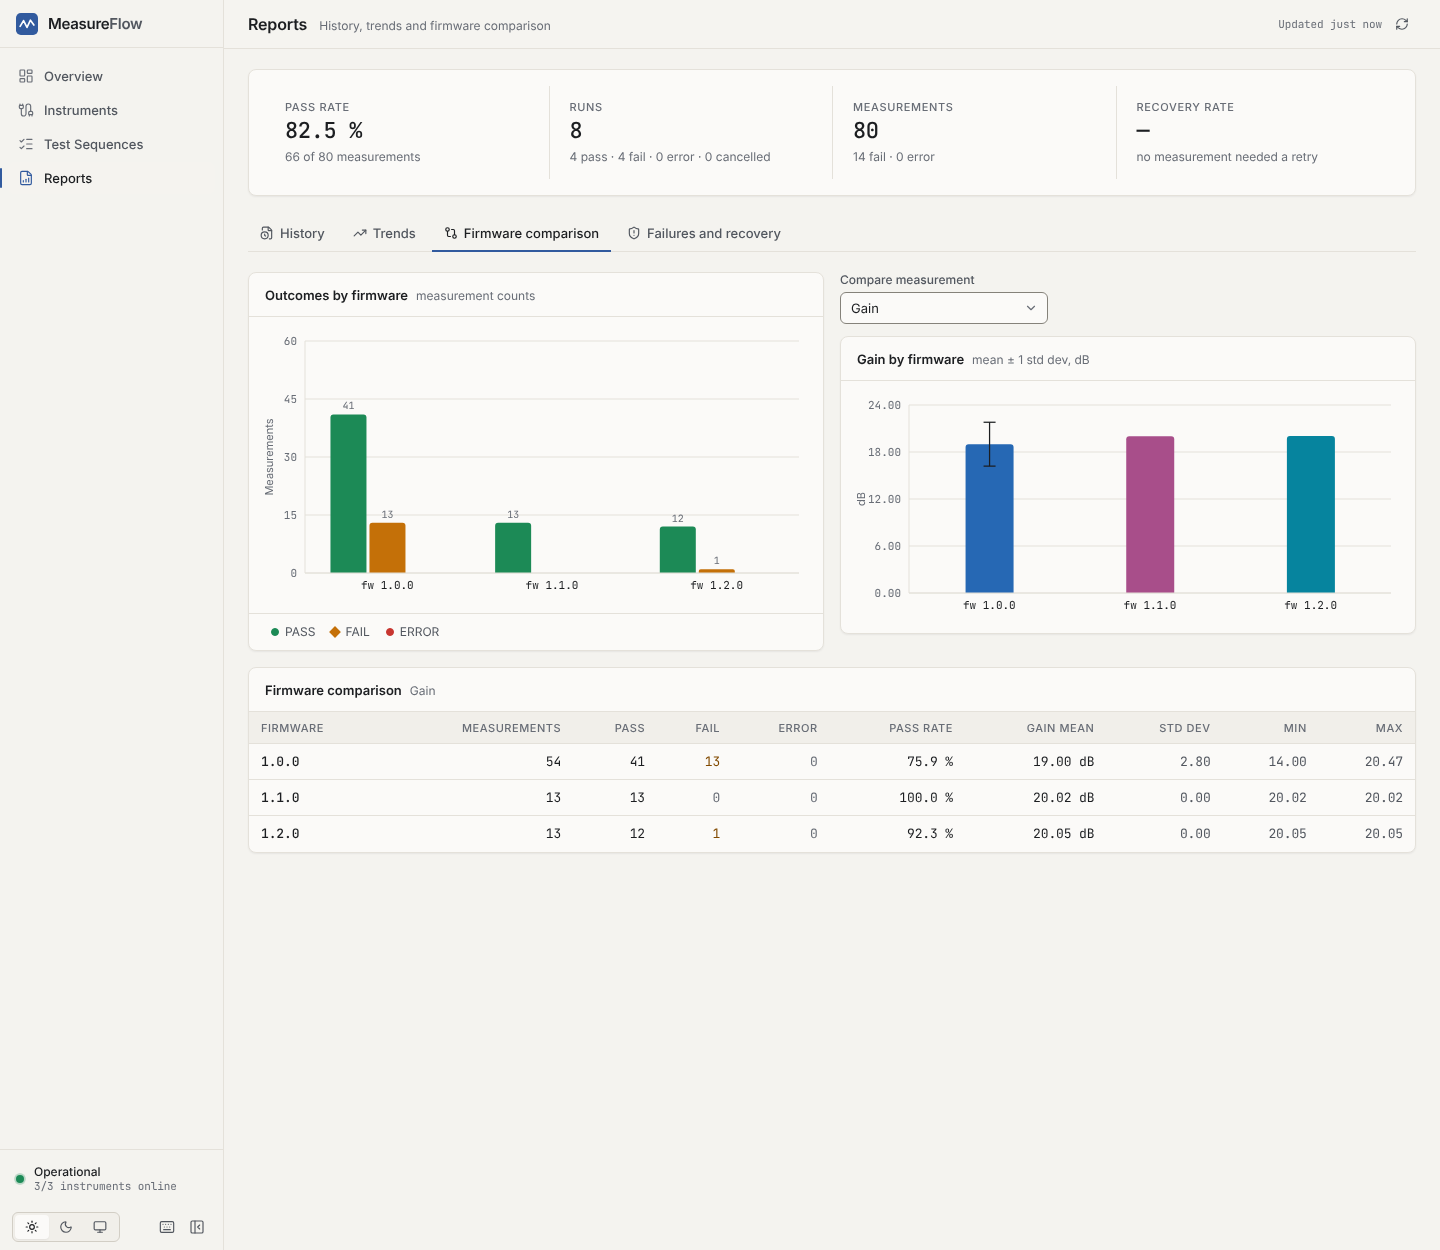 MeasureFlow
Overview
Instruments
Test Sequences
Reports
Operational
3/3 instruments online
Reports History, trends and firmware comparison
Updated just now
PASS RATE
82.5 %
66 of 80 measurements
RUNS
8
4 pass · 4 fail · 0 error · 0 cancelled
MEASUREMENTS
80
14 fail · 0 error
RECOVERY RATE
—
no measurement needed a retry
History Trends Firmware comparison Failures and recovery
Outcomes by firmware measurement counts
Measurements
60
45
30
15
0
41
13
13
12
1
fw 1.0.0 fw 1.1.0 fw 1.2.0
PASS FAIL ERROR
Compare measurement
Gain
Gain by firmware mean ± 1 std dev, dB
dB
24.00
18.00
12.00
6.00
0.00
fw 1.0.0 fw 1.1.0 fw 1.2.0
Firmware comparison Gain
FIRMWARE MEASUREMENTS PASS FAIL ERROR PASS RATE GAIN MEAN STD DEV MIN MAX
1.0.0 54 41 13 0 75.9 % 19.00 dB 2.80 14.00 20.47
1.1.0 13 13 0 0 100.0 % 20.02 dB 0.00 20.02 20.02
1.2.0 13 12 1 0 92.3 % 20.05 dB 0.00 20.05 20.05